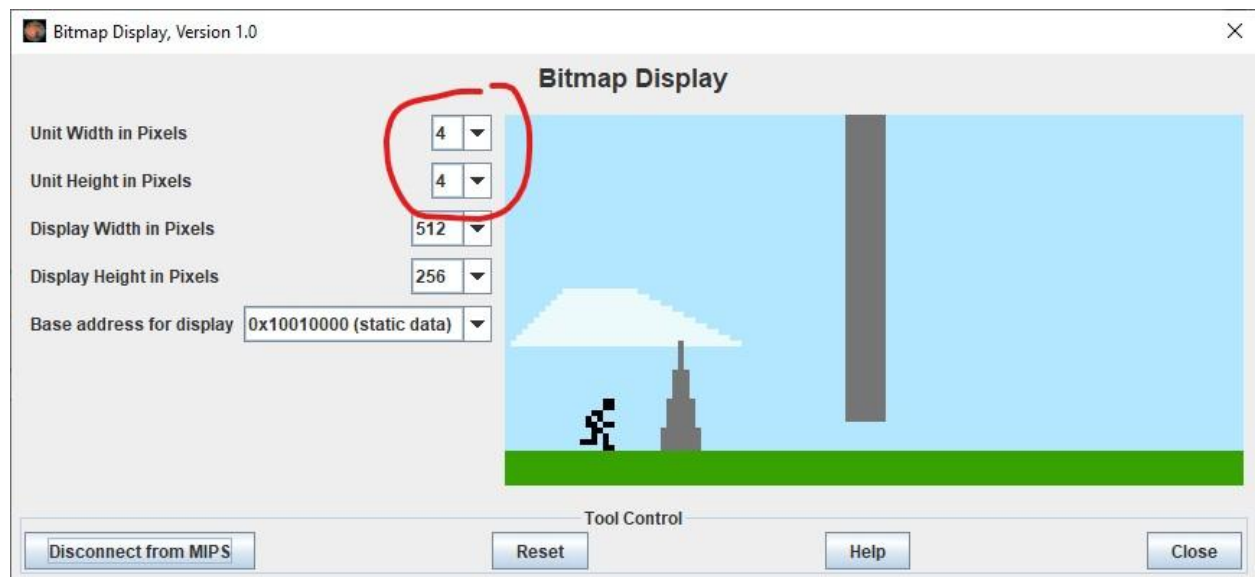 Bitmap Display, Version 1.0
Bitmap Display
Unit Width in Pixels 4
Unit Height in Pixels 4
Display Width in Pixels 512
Display Height in Pixels 256
Base address for display 0x10010000 (static data)
Tool Control
Disconnect from MIPS Reset Help Close